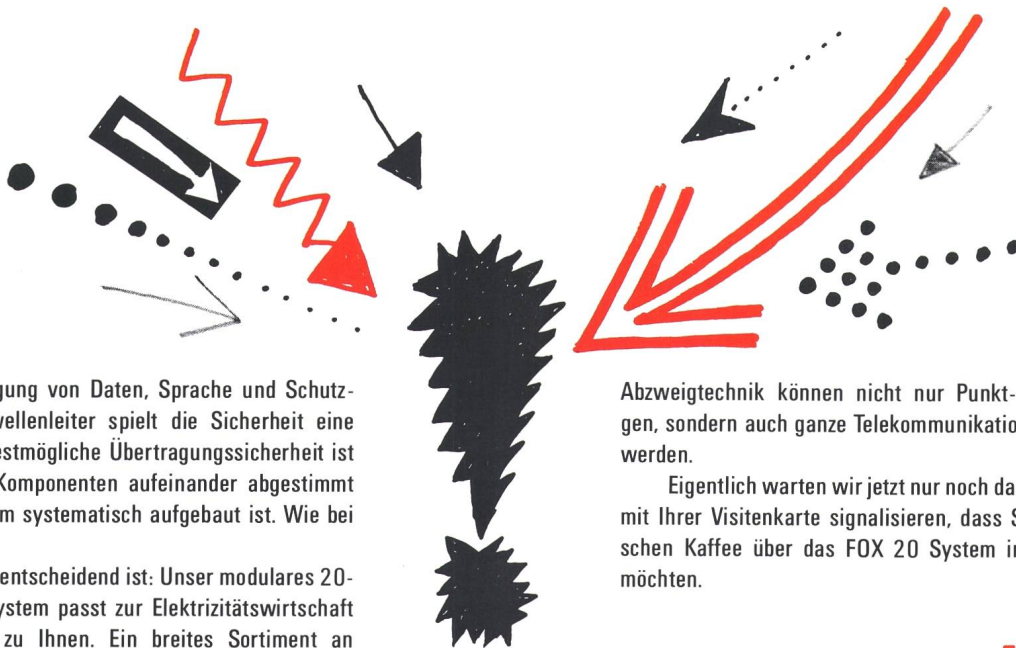 gung von Daten, Sprache und Schutz-
vellenleiter spielt die Sicherheit eine
estmögliche Übertragungssicherheit ist
Komponenten aufeinander abgestimmt
m systematisch aufgebaut ist. Wie bei
entscheidend ist: Unser modulares 20-
ystem passt zur Elektrizitätswirtschaft
zu Ihnen. Ein breites Sortiment an
Abzweigtechnik können nicht nur Punkt-
gen, sondern auch ganze Telekommunikatio
werden.
Eigentlich warten wir jetzt nur noch da
mit Ihrer Visitenkarte signalisieren, dass S
schen Kaffee über das FOX 20 System in
möchten.